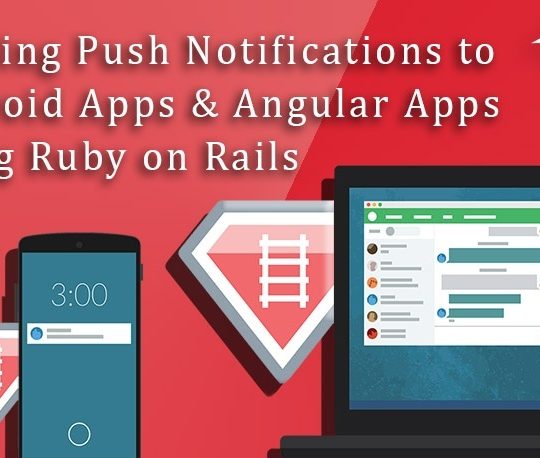 ing Push Notifications to
oid Apps & Angular Apps
g Ruby on Rails
3:00